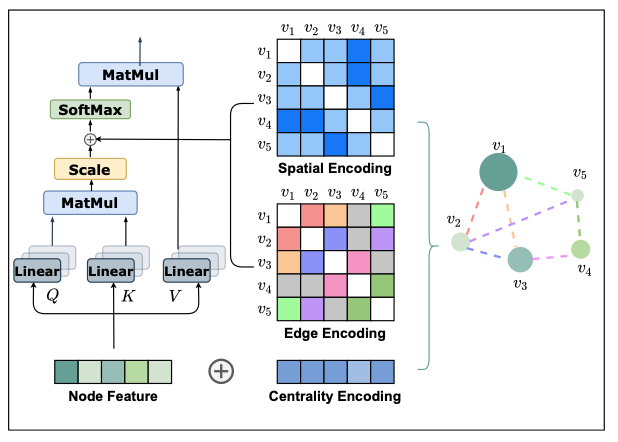 MatMul
SoftMax
+
Scale
MatMul
Linear Linear Linear
Q K V
Node Feature
+
v1 v2 v3 v4 v5
v1
v2
v3
v4
v5
Spatial Encoding
v1 v2 v3 v4 v5
v1
v2
v3
v4
v5
Edge Encoding
Centrality Encoding
v1
v5
v2
v3
v4